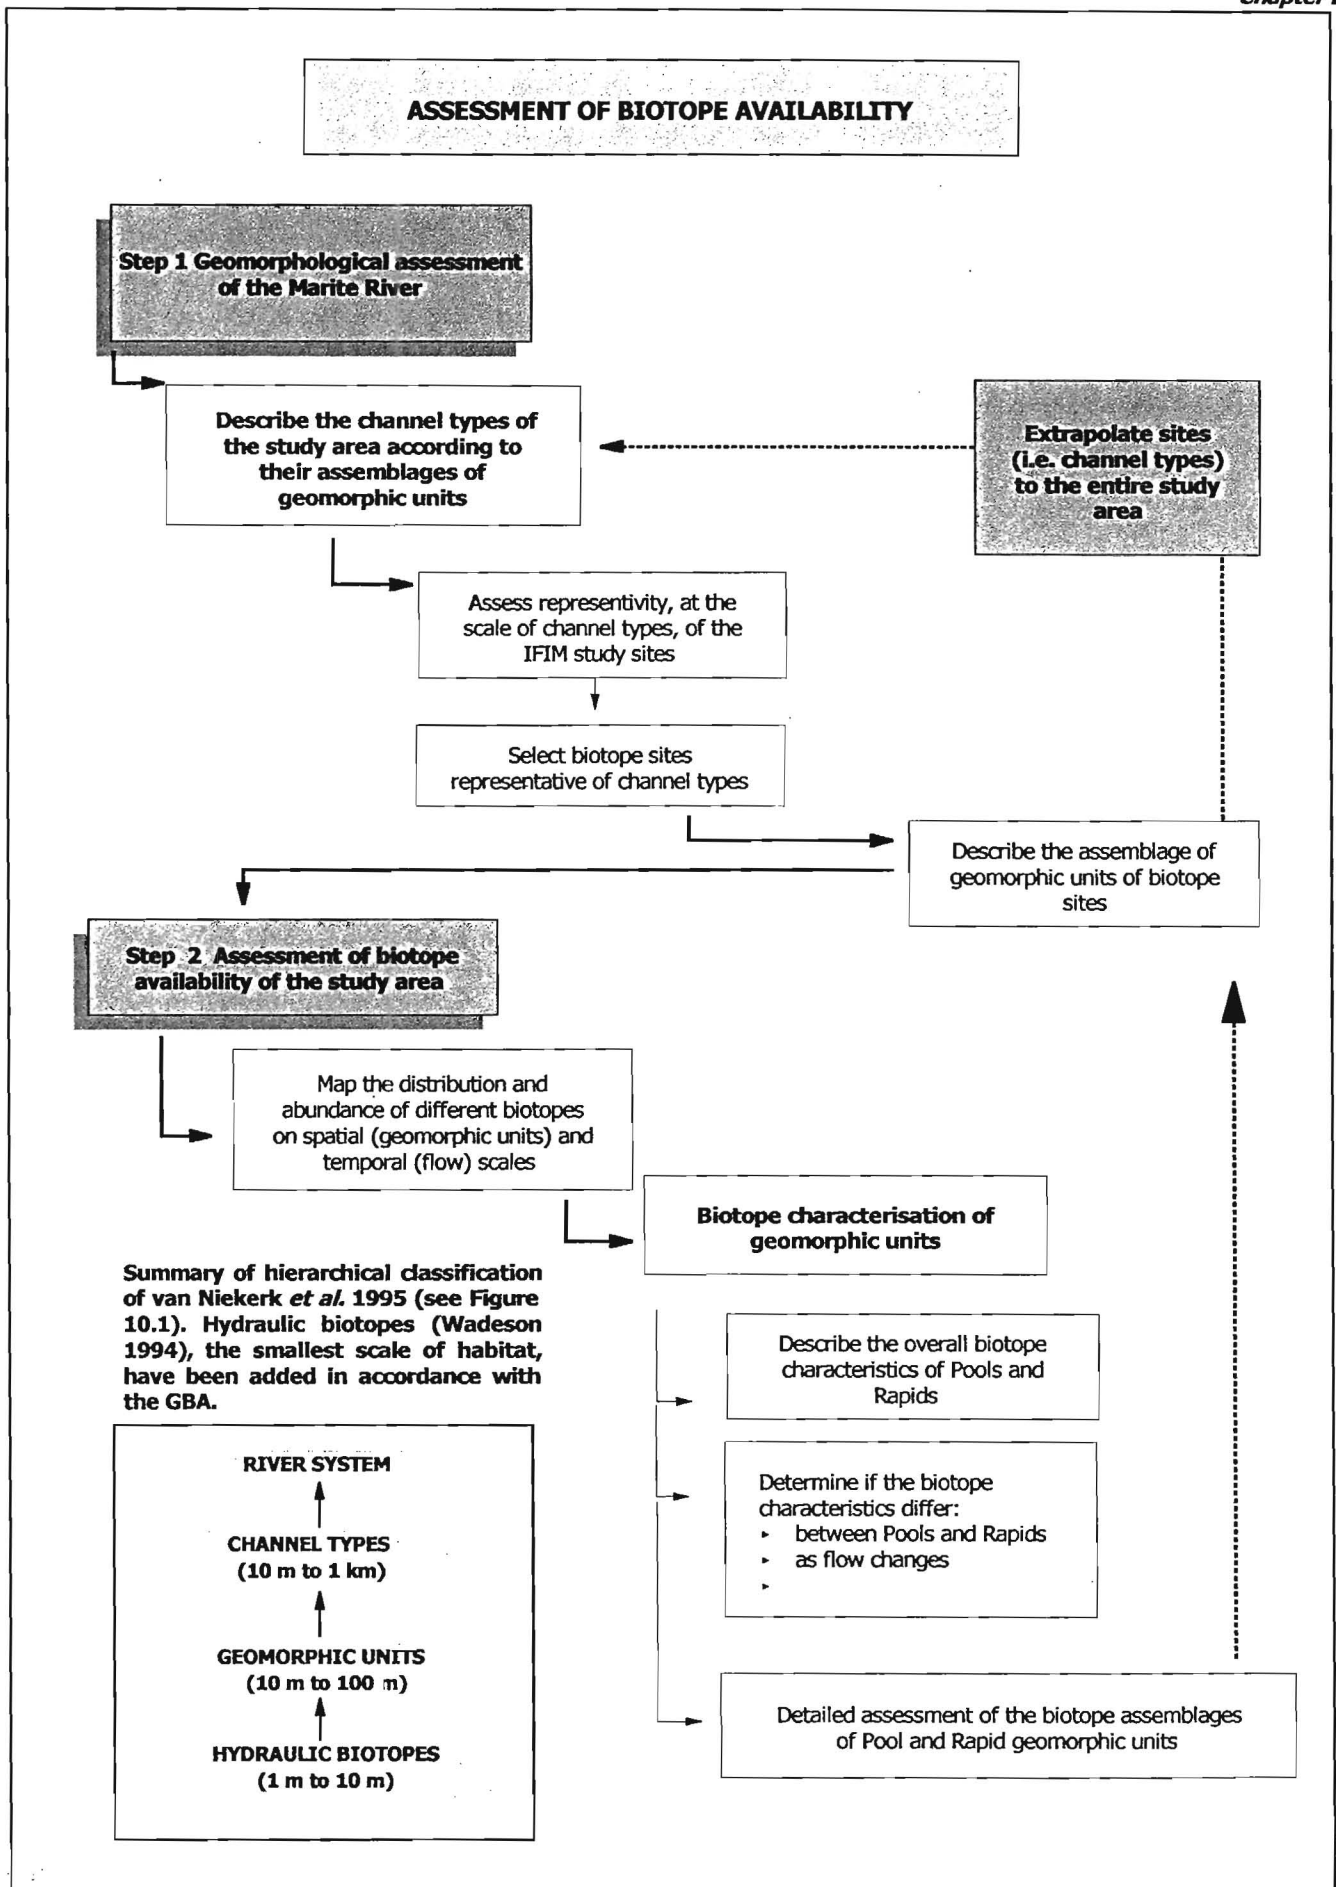 Chapter
ASSESSMENT OF BIOTOPE AVAILABILITY
Step 1 Geomorphological assessment
of the Marite River
Describe the channel types of
the study area according to
their assemblages of
geomorphic units
Extrapolate sites
(i.e. channel types)
to the entire study
area
Assess representivity, at the
scale of channel types, of the
IFIM study sites
Select biotope sites
representative of channel types
Describe the assemblage of
geomorphic units of biotope
sites
Step 2 Assessment of biotope
availability of the study area
Map the distribution and
abundance of different biotopes
on spatial (geomorphic units) and
temporal (flow) scales
Biotope characterisation of
geomorphic units
Summary of hierarchical classification
of van Niekerk et al. 1995 (see Figure
10.1). Hydraulic biotopes (Wadeson
1994), the smallest scale of habitat,
have been added in accordance with
the GBA.
Describe the overall biotope
characteristics of Pools and
Rapids
Determine if the biotope
characteristics differ:
▸ between Pools and Rapids
▸ as flow changes
▸
Detailed assessment of the biotope assemblages
of Pool and Rapid geomorphic units
RIVER SYSTEM
CHANNEL TYPES
(10 m to 1 km)
GEOMORPHIC UNITS
(10 m to 100 m)
HYDRAULIC BIOTOPES
(1 m to 10 m)